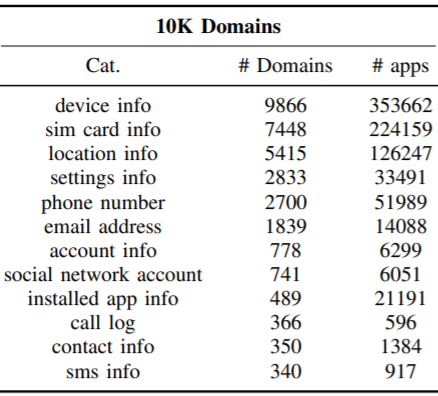 10K Domains
Cat. # Domains # apps
device info 9866 353662
sim card info 7448 224159
location info 5415 126247
settings info 2833 33491
phone number 2700 51989
email address 1839 14088
account info 778 6299
social network account 741 6051
installed app info 489 21191
call log 366 596
contact info 350 1384
sms info 340 917